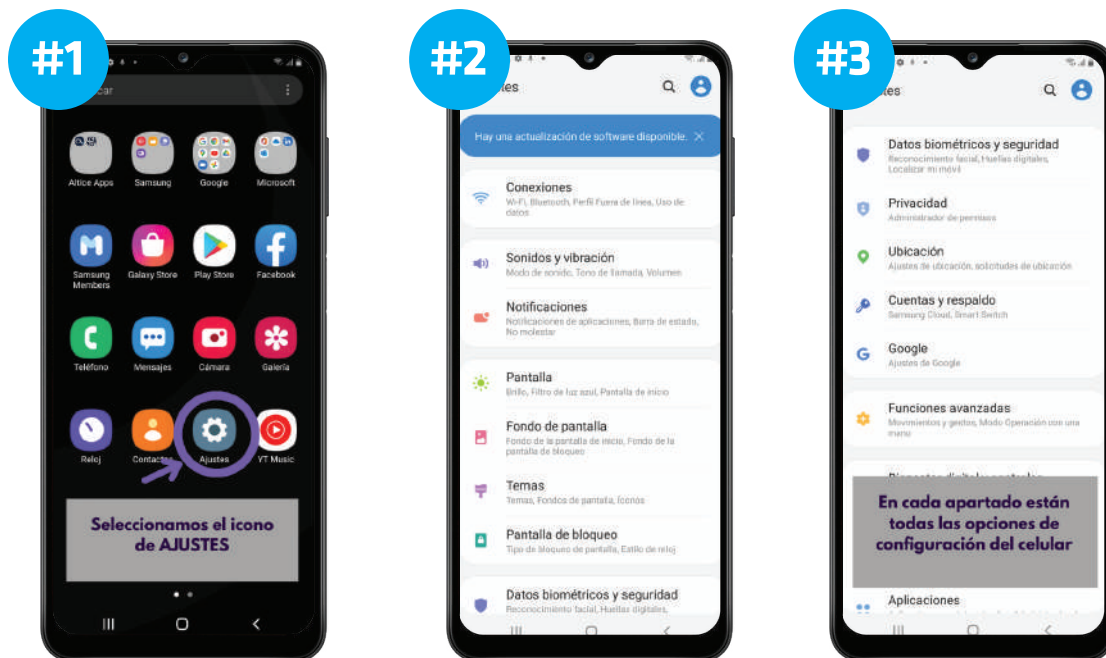 #1
car
Altice Apps
Samsung
Google
Microsoft
Samsung
Members
Galaxy Store
Play Store
Facebook
Teléfono
Mensajes
Cámara
Galería
Reloj
Contactos
Ajustes
YT Music
Seleccionamos el icono
de AJUSTES
#2
tes
Hay una actualización de software disponible.
Conexiones
Wi-Fi, Bluetooth, Perfil Fuera de línea, Uso de
datos
Sonidos y vibración
Modo de sonido, Tono de llamada, Volumen
Notificaciones
Notificaciones de aplicaciones, Barra de estado,
No molestar
Pantalla
Brillo, Filtro de luz azul, Pantalla de inicio
Fondo de pantalla
Fondo de la pantalla de inicio, Fondo de la
pantalla de bloqueo
Temas
Temas, Fondos de pantalla, Íconos
Pantalla de bloqueo
Tipo de bloqueo de pantalla, Estilo de reloj
Datos biométricos y seguridad
Reconocimiento facial, Huellas digitales,
#3
tes
Datos biométricos y seguridad
Reconocimiento facial, Huellas digitales,
Localizar mi móvil
Privacidad
Administrador de permisos
Ubicación
Ajustes de ubicación, solicitudes de ubicación
Cuentas y respaldo
Samsung Cloud, Smart Switch
Google
Ajustes de Google
Funciones avanzadas
Movimientos y gestos, Modo Operación con una
mano
En cada apartado están
todas las opciones de
configuración del celular
Aplicaciones